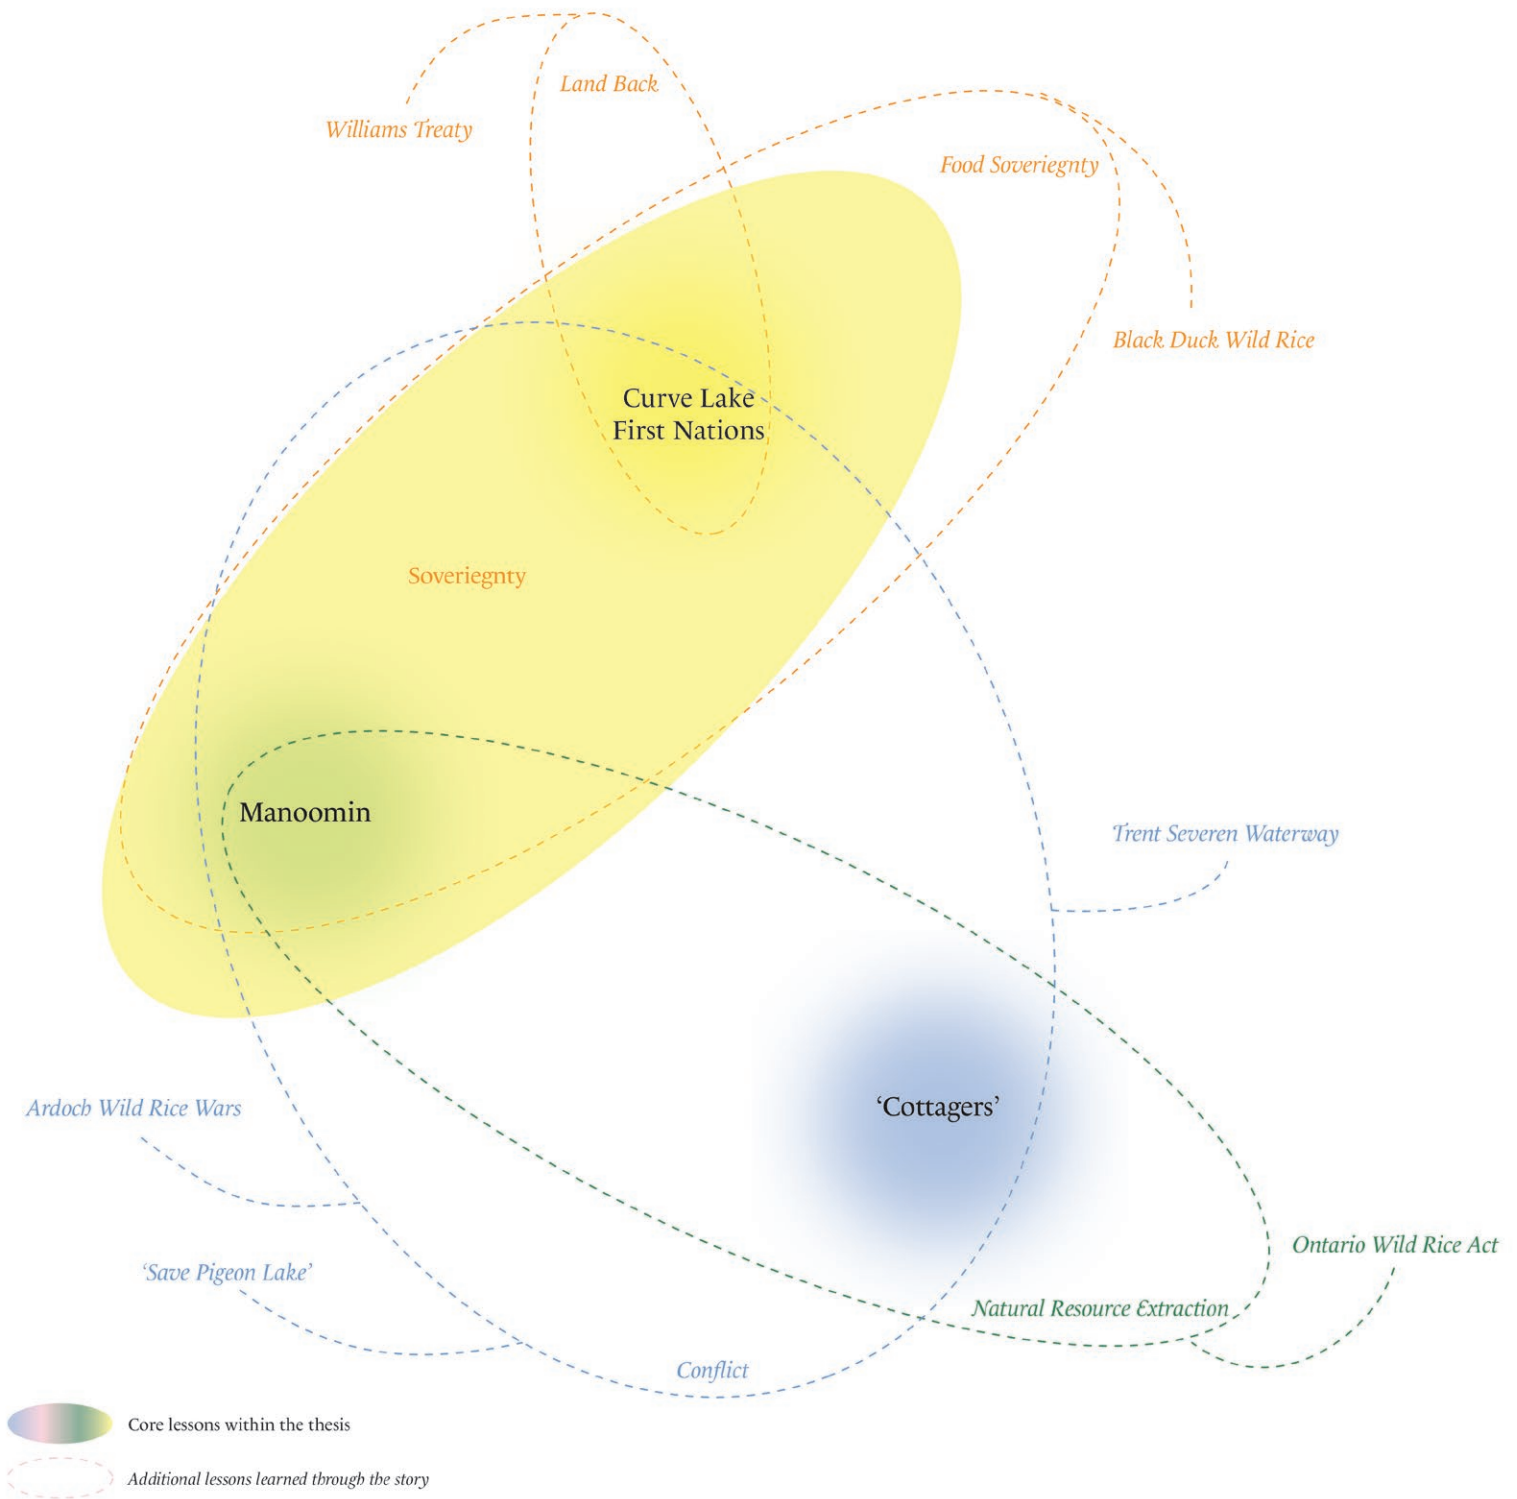 Land Back
Williams Treaty
Food Soveriegnty
Black Duck Wild Rice
Curve Lake
First Nations
Soveriegnty
Manoomin
Trent Severen Waterway
‘Cottagers’
Ardoch Wild Rice Wars
Ontario Wild Rice Act
‘Save Pigeon Lake’
Natural Resource Extraction
Conflict
Core lessons within the thesis
Additional lessons learned through the story